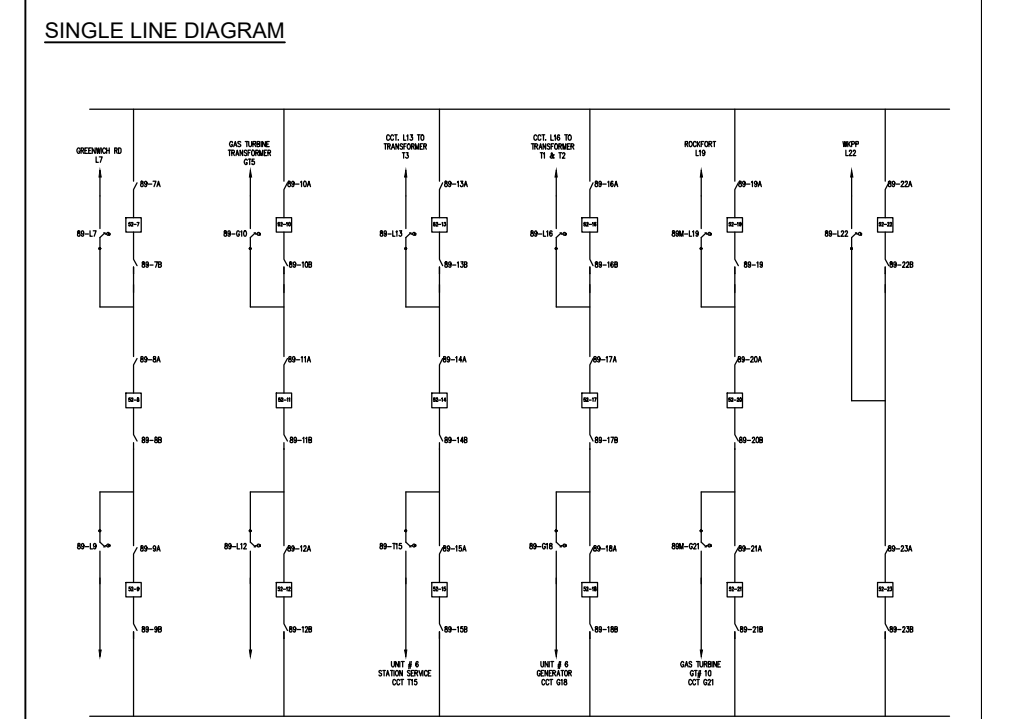 SINGLE LINE DIAGRAM
GREENWICH RD
L7
GAS TURBINE
TRANSFORMER
GT5
CCT. L13 TO
TRANSFORMER
T3
CCT. L16 TO
TRANSFORMER
T1 & T2
ROCKFORT
L19
WKPP
L22
89-7A
89-10A
89-13A
89-16A
89-19A
89-22A
52-7
52-10
52-13
52-16
52-19
52-22
89-L7
89-G10
89-L13
89-L16
89M-L19
89-L22
89-7B
89-10B
89-13B
89-16B
89-19
89-22B
89-8A
89-11A
89-14A
89-17A
89-20A
52-8
52-11
52-14
52-17
52-20
89-8B
89-11B
89-14B
89-17B
89-20B
89-L9
89-L12
89-T15
89-G18
89M-G21
89-9A
89-12A
89-15A
89-18A
89-21A
89-23A
52-9
52-12
52-15
52-18
52-21
52-23
89-9B
89-12B
89-15B
89-18B
89-21B
89-23B
UNIT # 6
STATION SERVICE
CCT T15
UNIT # 6
GENERATOR
CCT G18
GAS TURBINE
GT# 10
CCT G21